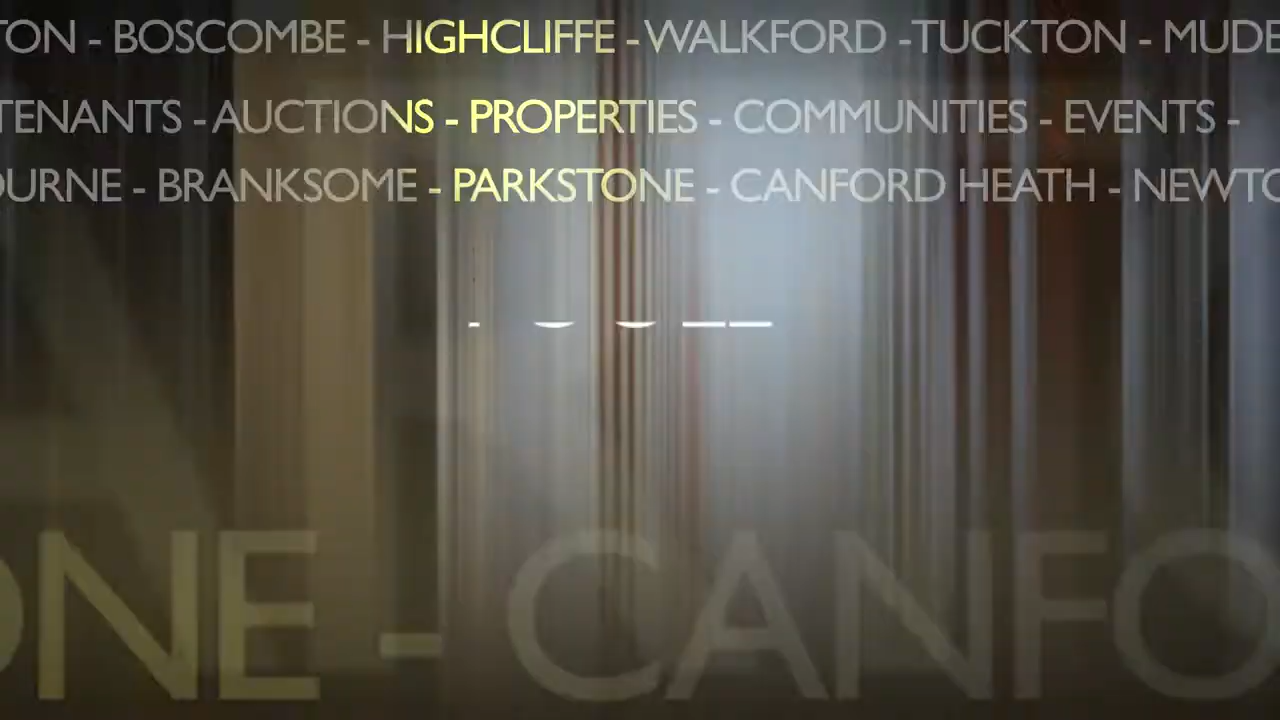 TON - BOSCOMBE - HIGHCLIFFE - WALKFORD -TUCKTON - MUDE
TENANTS - AUCTIONS - PROPERTIES - COMMUNITIES - EVENTS -
OURNE - BRANKSOME - PARKSTONE - CANFORD HEATH - NEWTO
ONE - CANFO